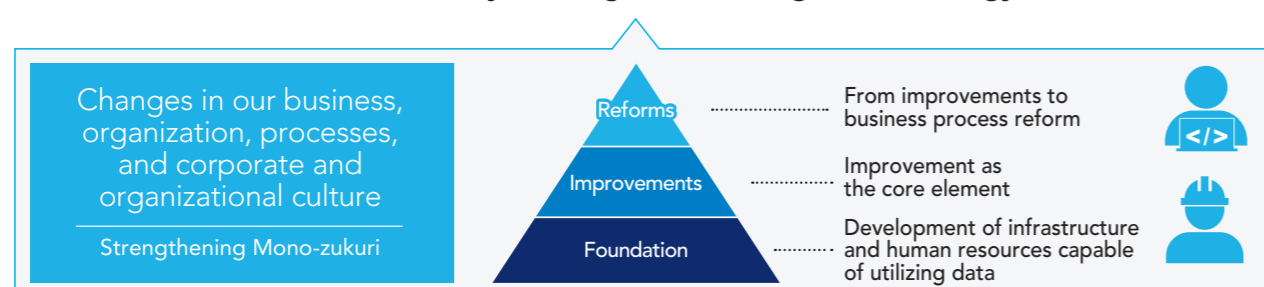 Changes in our business,
organization, processes,
and corporate and
organizational culture
Strengthening Mono-zukuri
Reforms
From improvements to
business process reform
</>
Improvements
Improvement as
the core element
Foundation
Development of infrastructure
and human resources capable
of utilizing data